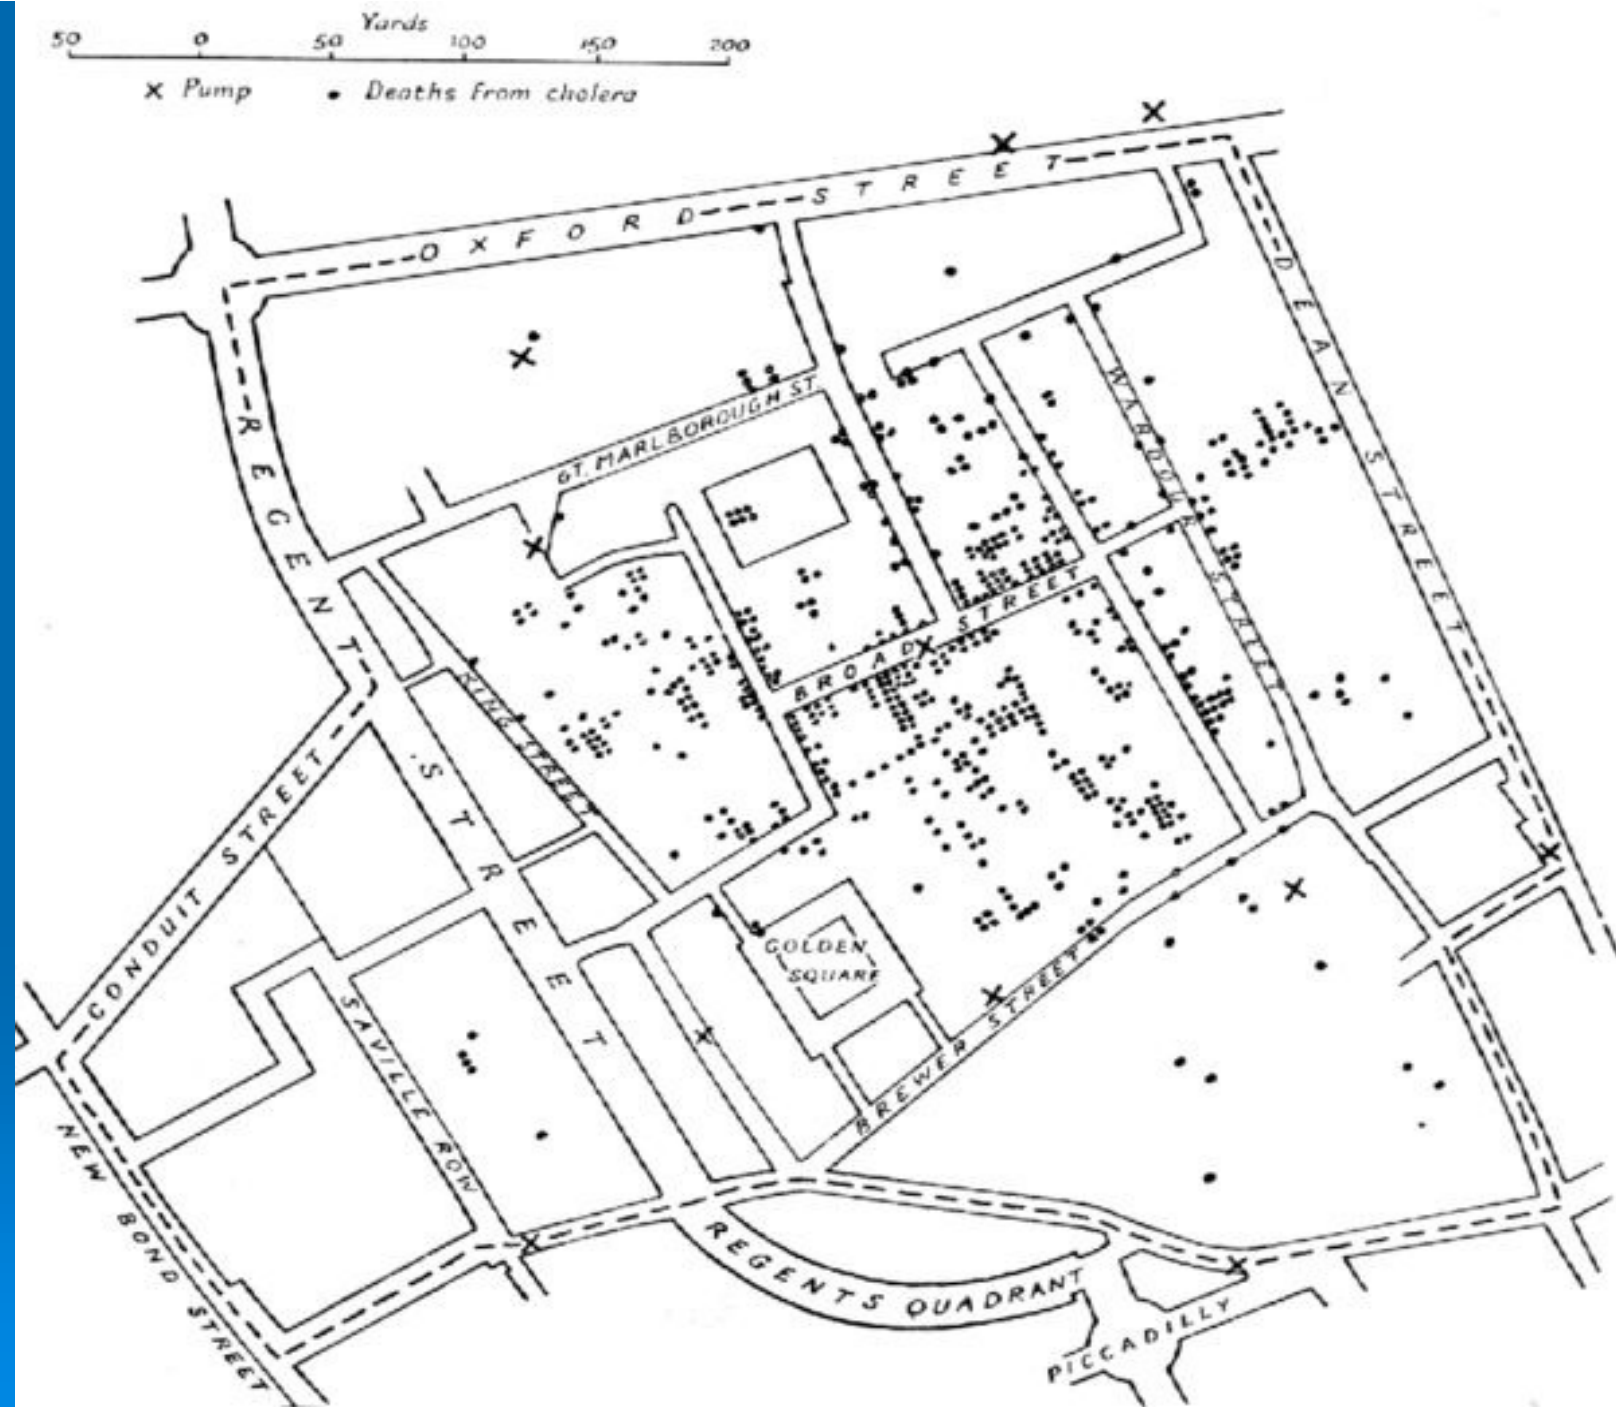 Yards
50 0 50 100 150 200
x Pump • Deaths from cholera
OXFORD STREET
DEAN STREET
REGENT STREET
GT. MARLBOROUGH ST.
WARDOUR STREET
BROAD STREET
KING STREET
CONDUIT STREET
GOLDEN
SQUARE
SAVILLE ROW
BREWER STREET
NEW BOND STREET
REGENTS QUADRANT
PICCADILLY